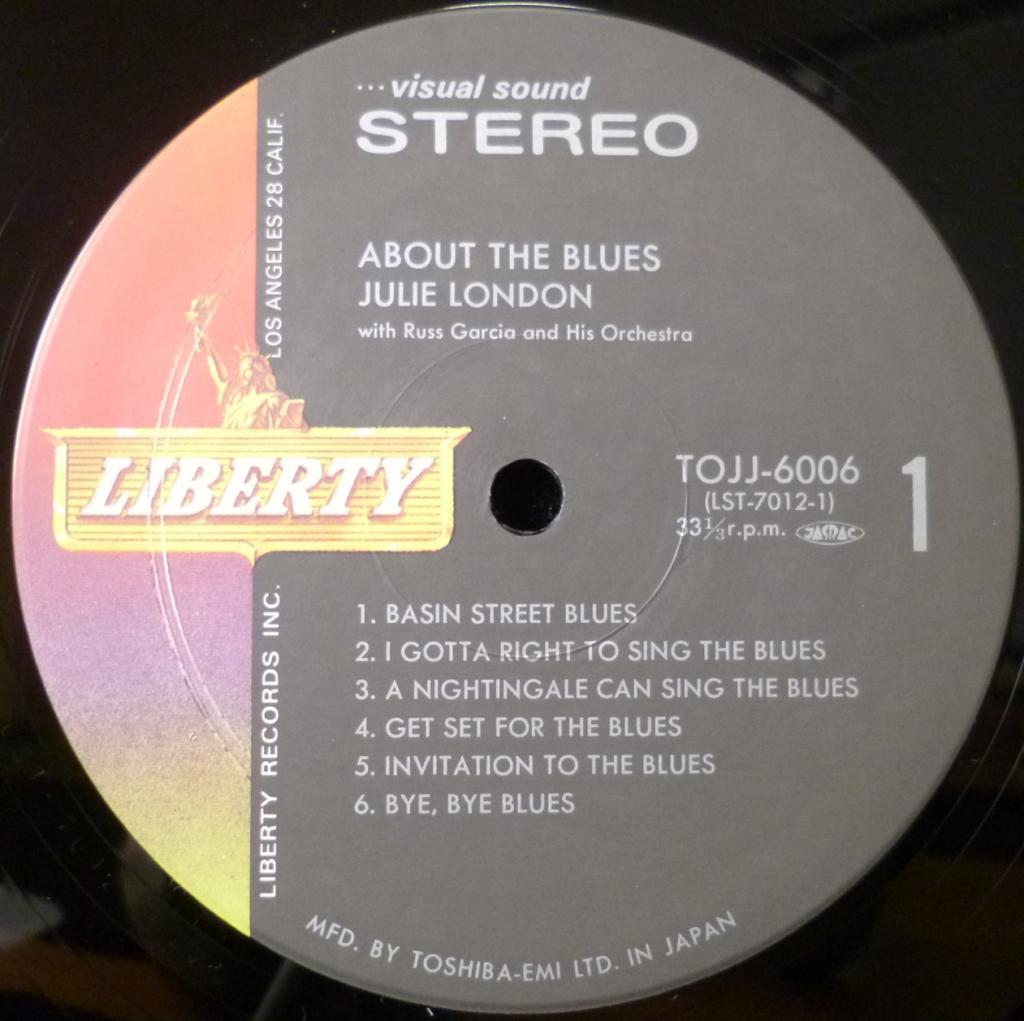 ...visual sound
STEREO
LOS ANGELES 28 CALIF.
ABOUT THE BLUES
JULIE LONDON
with Russ Garcia and His Orchestra
LIBERTY
TOJJ-6006
(LST-7012-1)
33⅓r.p.m. JASRAC
1
LIBERTY RECORDS INC.
1. BASIN STREET BLUES
2. I GOTTA RIGHT TO SING THE BLUES
3. A NIGHTINGALE CAN SING THE BLUES
4. GET SET FOR THE BLUES
5. INVITATION TO THE BLUES
6. BYE, BYE BLUES
MFD. BY TOSHIBA-EMI LTD. IN JAPAN